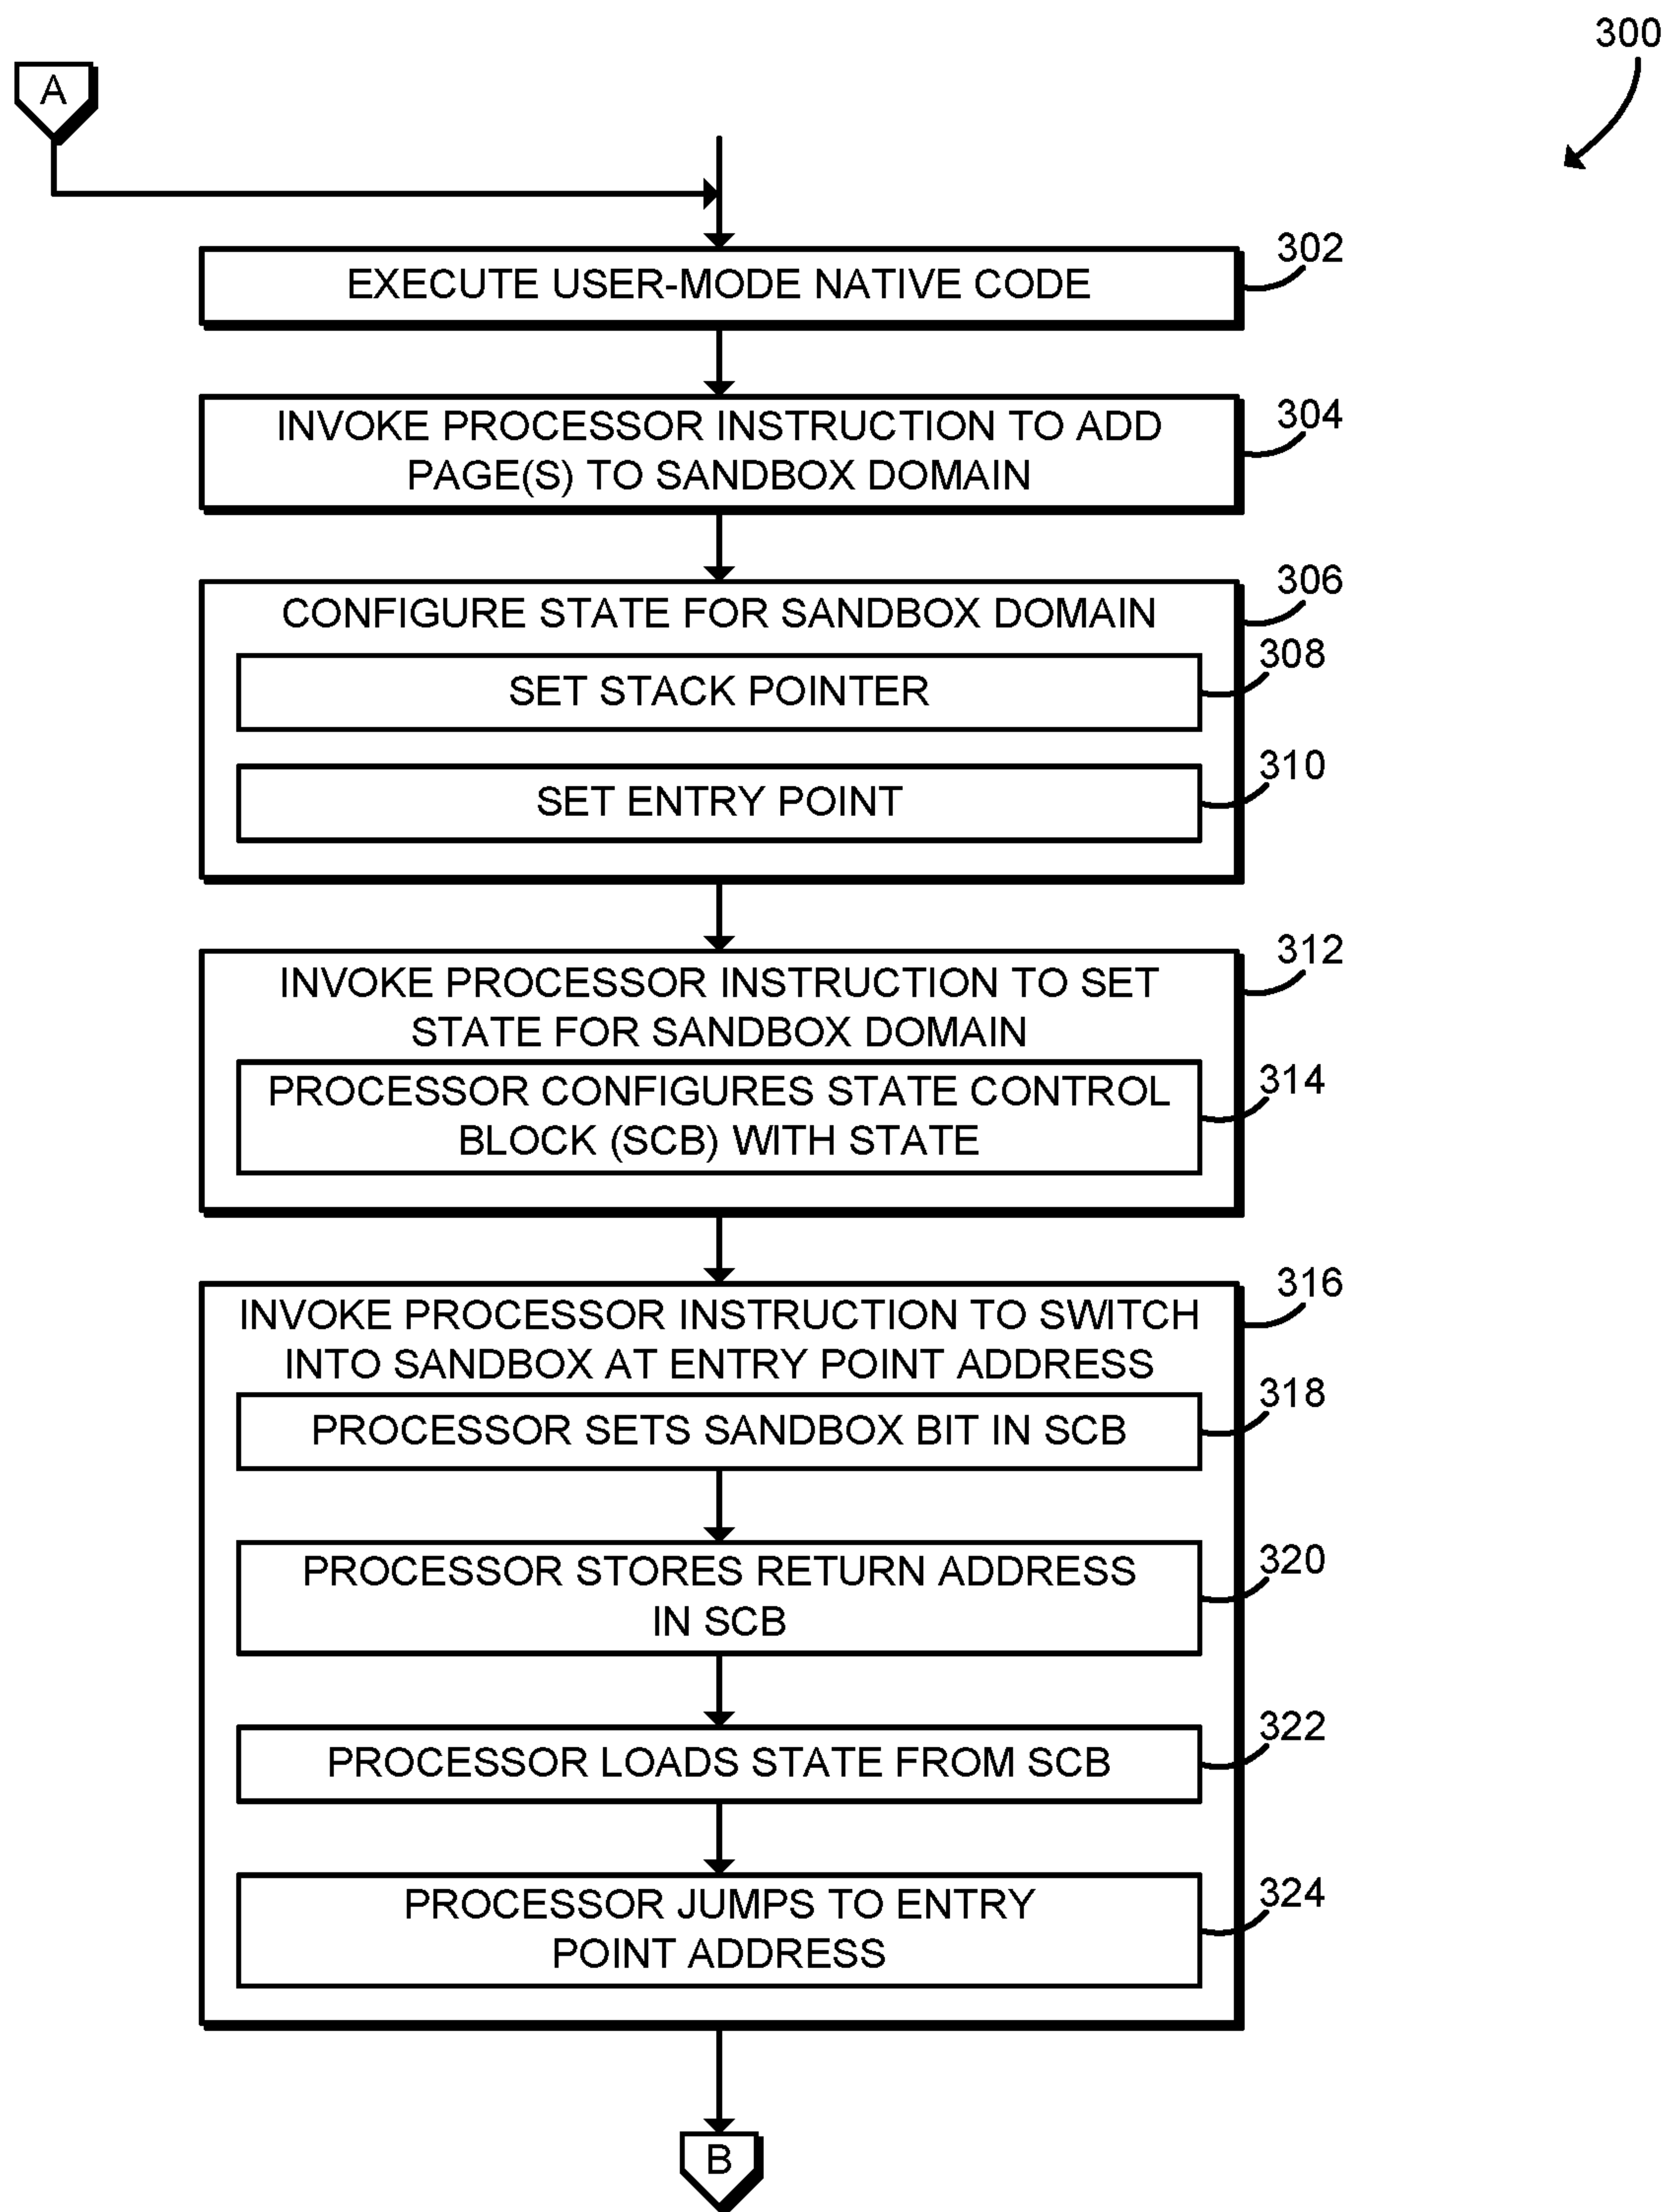 300
A
302
EXECUTE USER-MODE NATIVE CODE
304
INVOKE PROCESSOR INSTRUCTION TO ADD
PAGE(S) TO SANDBOX DOMAIN
306
CONFIGURE STATE FOR SANDBOX DOMAIN
308
SET STACK POINTER
310
SET ENTRY POINT
312
INVOKE PROCESSOR INSTRUCTION TO SET
STATE FOR SANDBOX DOMAIN
314
PROCESSOR CONFIGURES STATE CONTROL
BLOCK (SCB) WITH STATE
316
INVOKE PROCESSOR INSTRUCTION TO SWITCH
INTO SANDBOX AT ENTRY POINT ADDRESS
318
PROCESSOR SETS SANDBOX BIT IN SCB
320
PROCESSOR STORES RETURN ADDRESS
IN SCB
322
PROCESSOR LOADS STATE FROM SCB
324
PROCESSOR JUMPS TO ENTRY
POINT ADDRESS
B